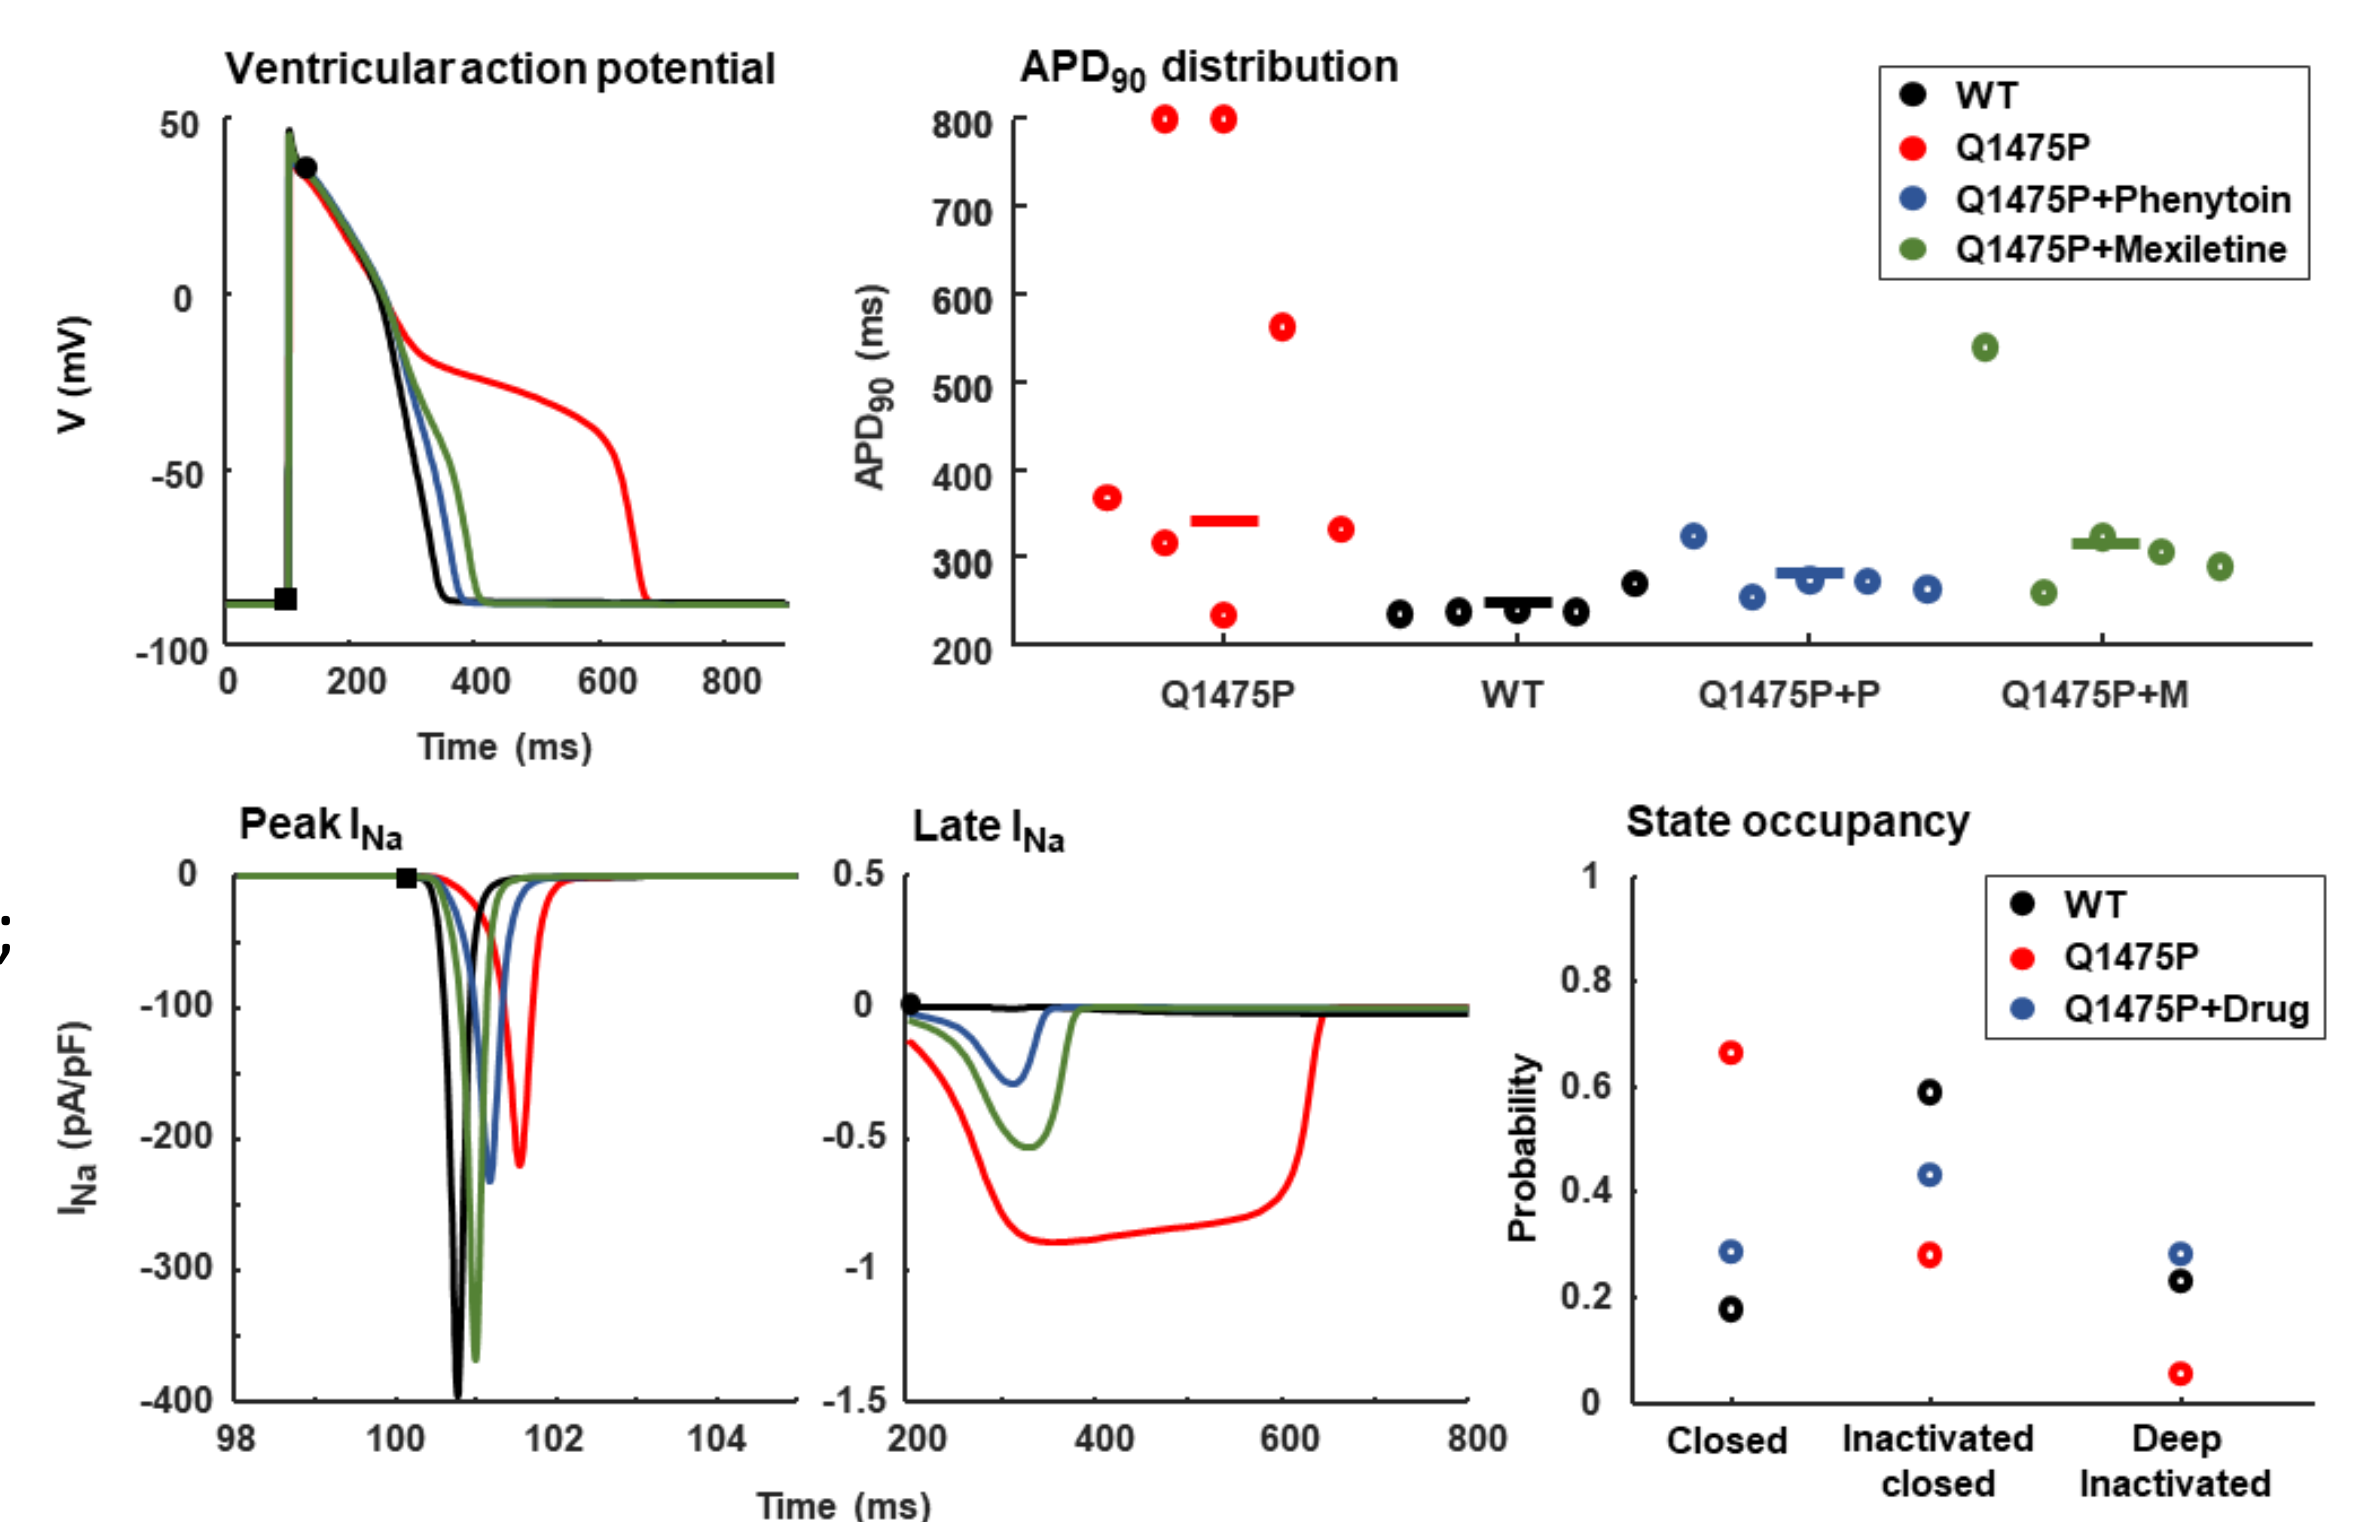 Ventricular action potential
50
0
-50
-100
V (mV)
0 200 400 600 800
Time (ms)
APD90 distribution
800
700
600
500
400
300
200
APD90 (ms)
Q1475P WT Q1475P+P Q1475P+M
WT
Q1475P
Q1475P+Phenytoin
Q1475P+Mexiletine
;
Peak INa
0
-100
-200
-300
-400
INa (pA/pF)
98 100 102 104
Late INa
0.5
0
-0.5
-1
-1.5
200 400 600 800
Time (ms)
State occupancy
1
0.8
0.6
0.4
0.2
0
Probability
WT
Q1475P
Q1475P+Drug
Closed Inactivated Deep
closed Inactivated